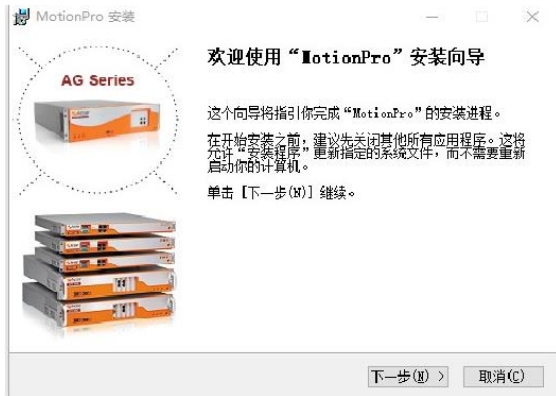 MotionPro 安装
AG Series
欢迎使用“MotionPro”安装向导
这个向导将指引你完成“MotionPro”的安装进程。
在开始安装之前，建议先关闭其他所有应用程序。这将
允许“安装程序”更新指定的系统文件，而不需要重新
启动你的计算机。
单击 [下一步(N)] 继续。
下一步(N) >
取消(C)